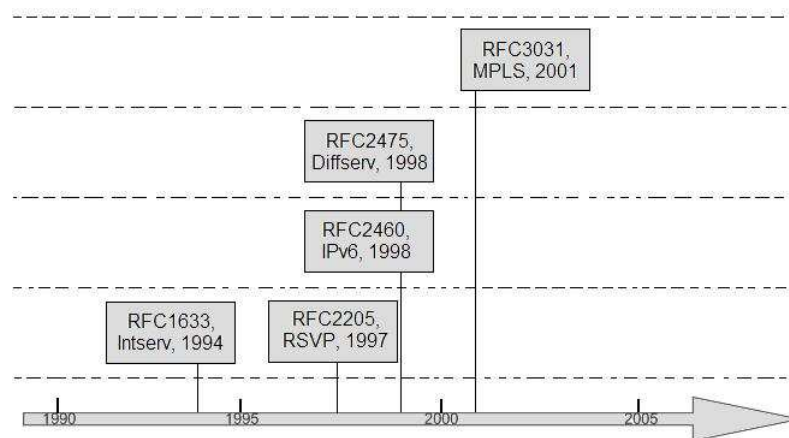 RFC3031,
MPLS, 2001
RFC2475,
Diffserv, 1998
RFC2460,
IPv6, 1998
RFC1633,
Intserv, 1994
RFC2205,
RSVP, 1997
1990 1995 2000 2005